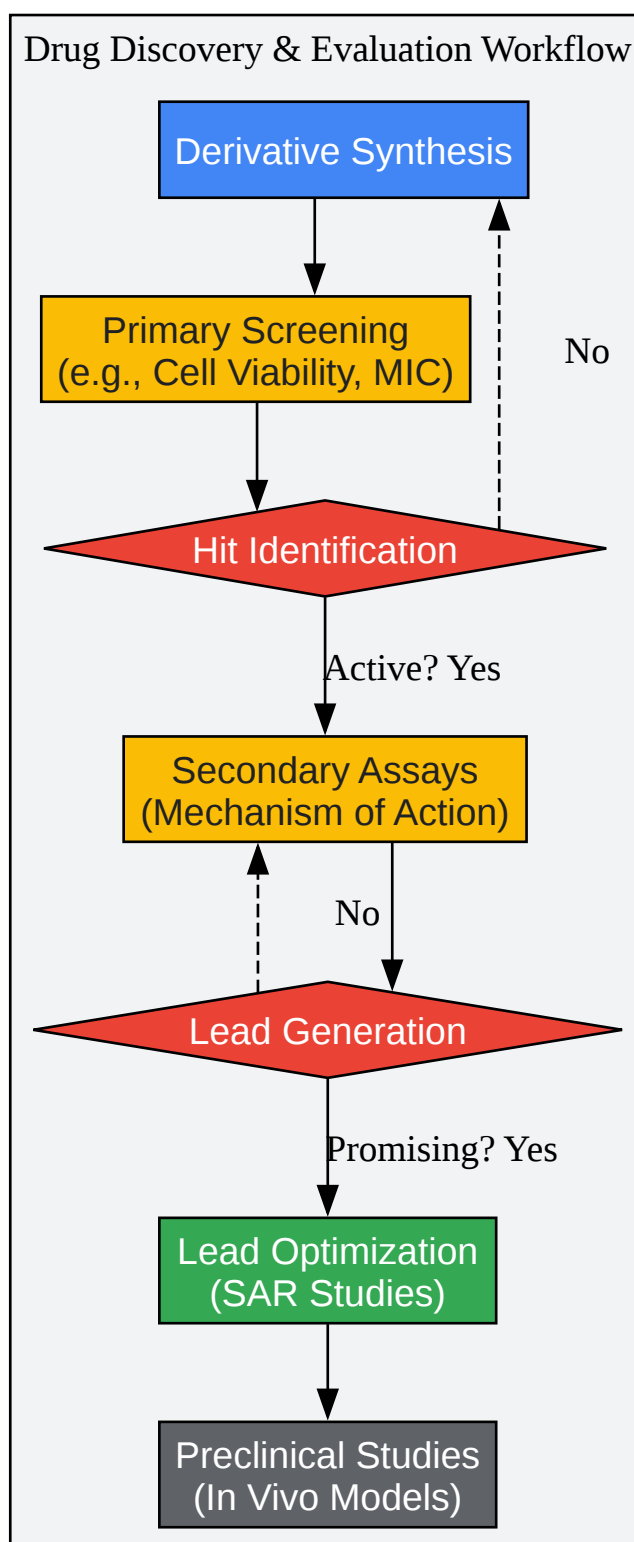 Drug Discovery & Evaluation Workflow
Derivative Synthesis
Primary Screening
(e.g., Cell Viability, MIC)
No
Hit Identification
Active? Yes
Secondary Assays
(Mechanism of Action)
No
Lead Generation
Promising? Yes
Lead Optimization
(SAR Studies)
Preclinical Studies
(In Vivo Models)